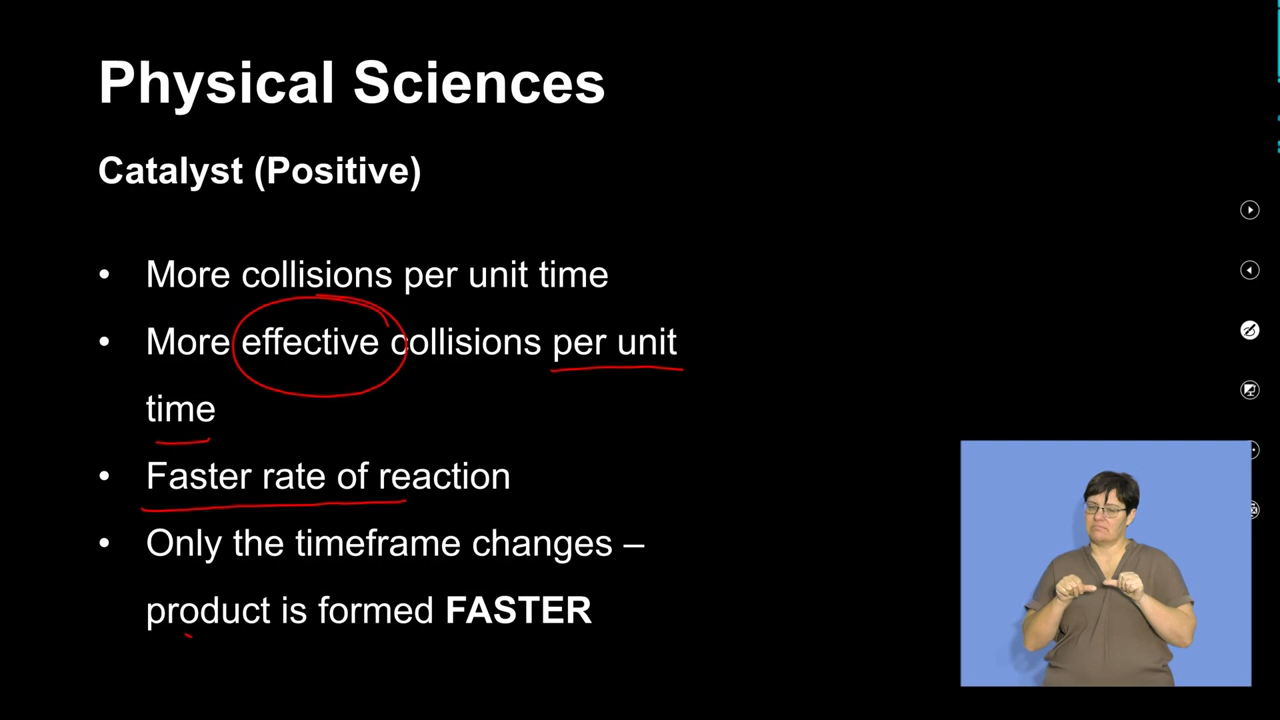 Physical Sciences
Catalyst (Positive)
• More collisions per unit time
• More effective collisions per unit
time
• Faster rate of reaction
• Only the timeframe changes –
product is formed FASTER